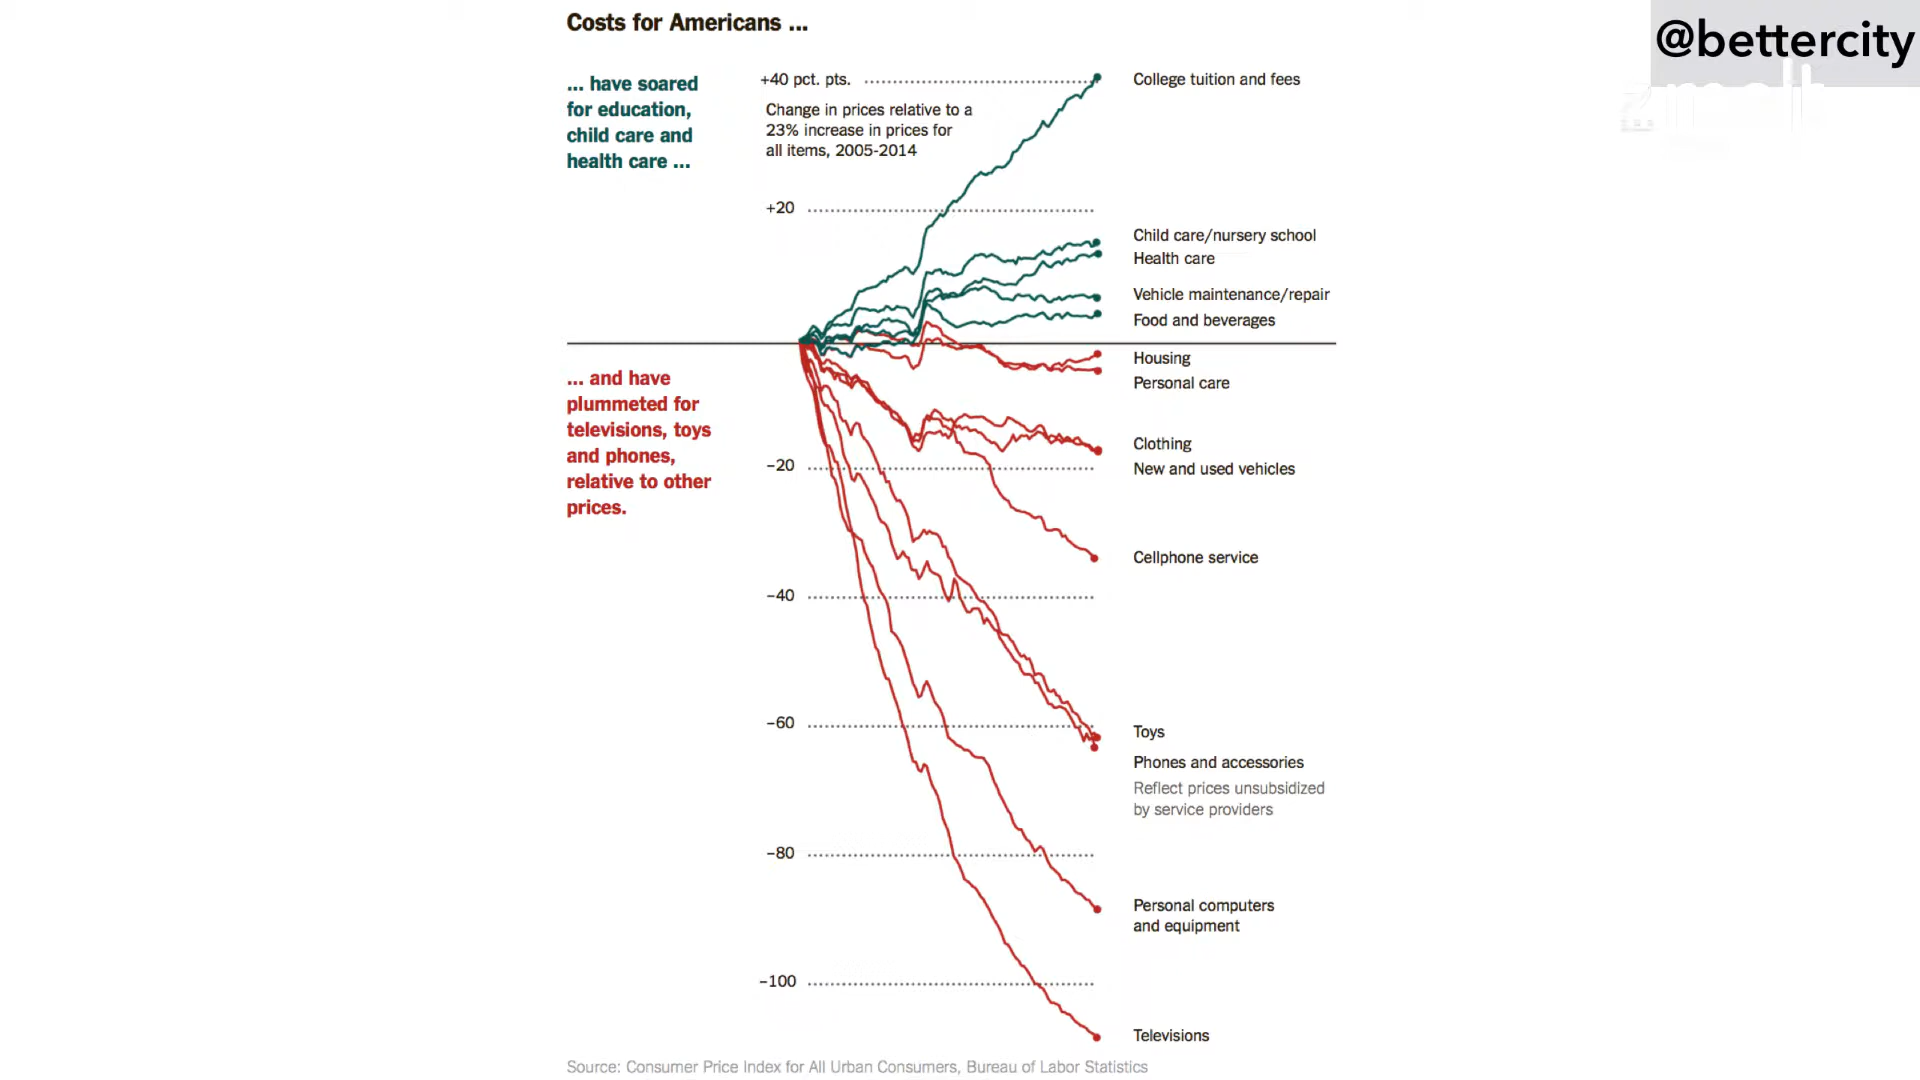 Costs for Americans ...
@bettercity
... have soared
for education,
child care and
health care ...
+40 pct. pts.
Change in prices relative to a
23% increase in prices for
all items, 2005-2014
+20
College tuition and fees
Child care/nursery school
Health care
Vehicle maintenance/repair
Food and beverages
... and have
plummeted for
televisions, toys
and phones,
relative to other
prices.
Housing
Personal care
Clothing
−20
New and used vehicles
Cellphone service
−40
−60
Toys
Phones and accessories
Reflect prices unsubsidized
by service providers
−80
Personal computers
and equipment
−100
Televisions
Source: Consumer Price Index for All Urban Consumers, Bureau of Labor Statistics